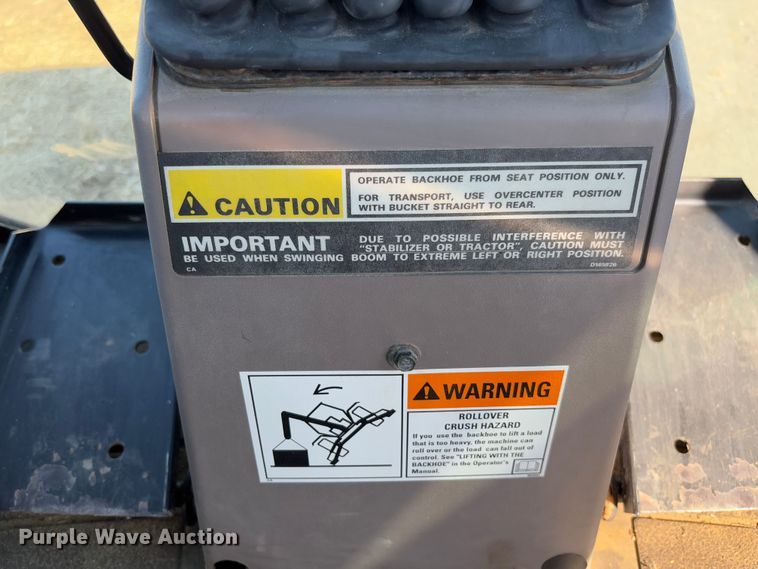 CAUTION
OPERATE BACKHOE FROM SEAT POSITION ONLY.
FOR TRANSPORT, USE OVERCENTER POSITION
WITH BUCKET STRAIGHT TO REAR.
IMPORTANT DUE TO POSSIBLE INTERFERENCE WITH
"STABILIZER OR TRACTOR", CAUTION MUST
BE USED WHEN SWINGING BOOM TO EXTREME LEFT OR RIGHT POSITION.
CA D145926
WARNING
ROLLOVER
CRUSH HAZARD
If you use the backhoe to lift a load
that is too heavy, the machine can
roll over or the load can fall out of
control. See "LIFTING WITH THE
BACKHOE" in the Operator's
Manual.
Purple Wave Auction